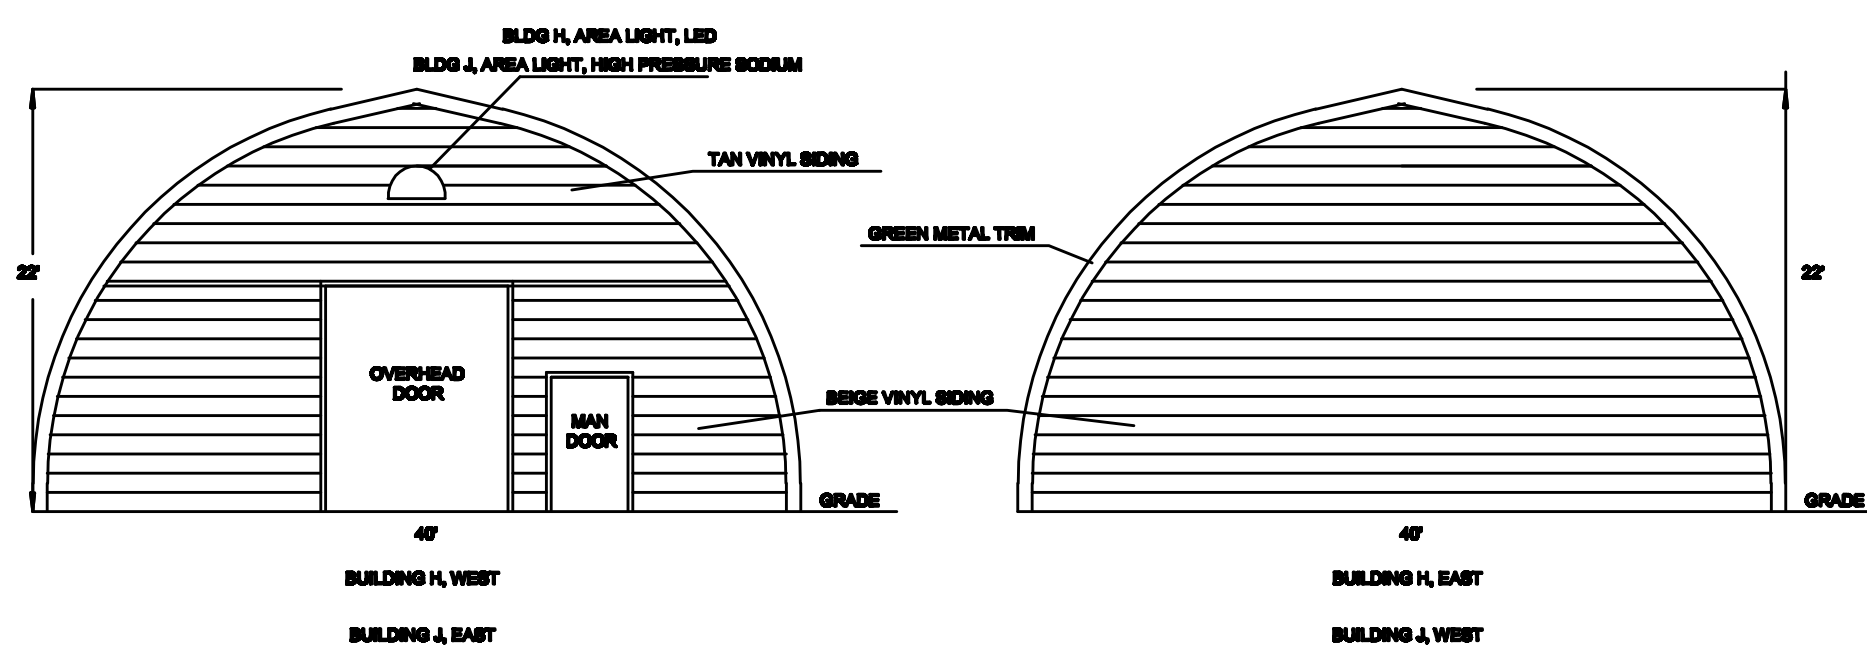 BLDG H, AREA LIGHT, LED
BLDG J, AREA LIGHT, HIGH PRESSURE SODIUM
TAN VINYL SIDING
GREEN METAL TRIM
22'
22'
OVERHEAD
DOOR
BEIGE VINYL SIDING
MAN
DOOR
GRADE
GRADE
40'
40'
BUILDING H, WEST
BUILDING H, EAST
BUILDING J, EAST
BUILDING J, WEST